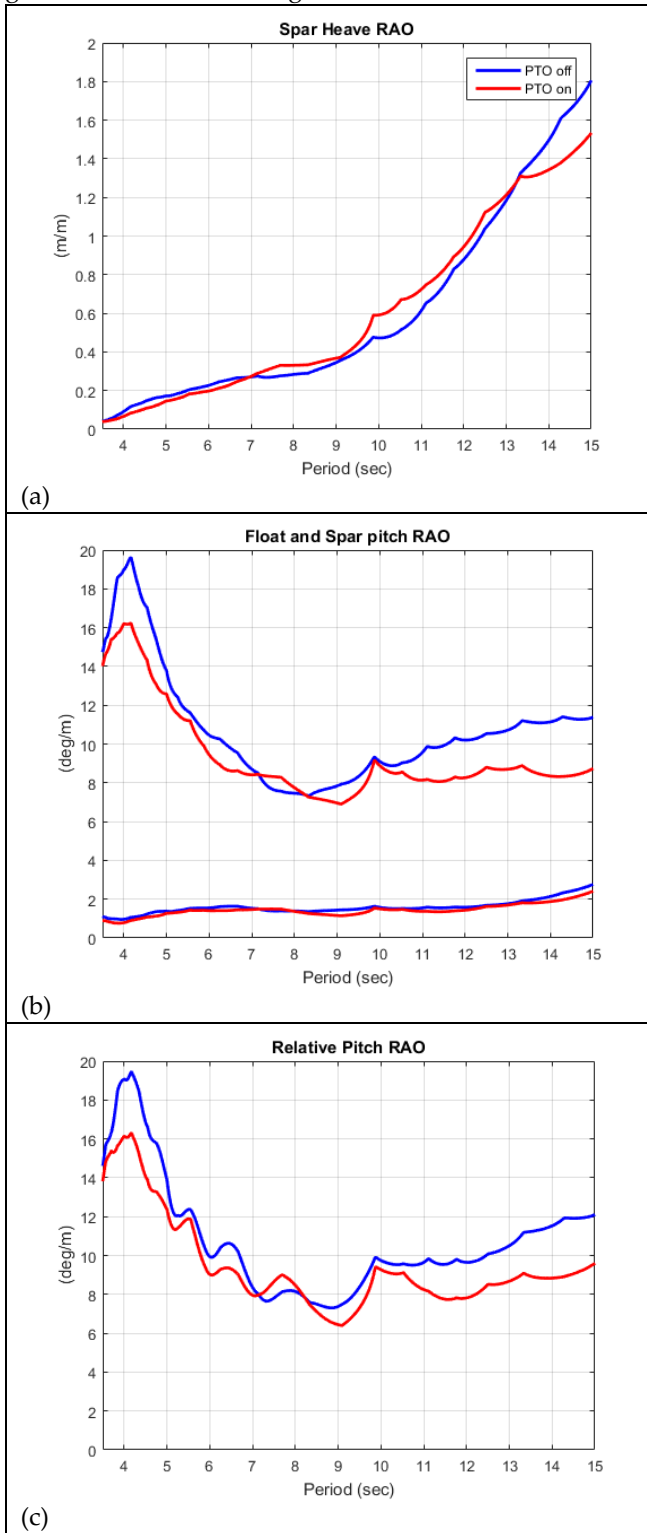 Spar Heave RAO
2
1.8
1.6
1.4
1.2
1
0.8
0.6
0.4
0.2
0
(m/m)
PTO off
PTO on
4 5 6 7 8 9 10 11 12 13 14 15
Period (sec)
(a)
Float and Spar pitch RAO
20
18
16
14
12
10
8
6
4
2
0
(deg/m)
4 5 6 7 8 9 10 11 12 13 14 15
Period (sec)
(b)
Relative Pitch RAO
20
18
16
14
12
10
8
6
4
2
0
(deg/m)
4 5 6 7 8 9 10 11 12 13 14 15
Period (sec)
(c)